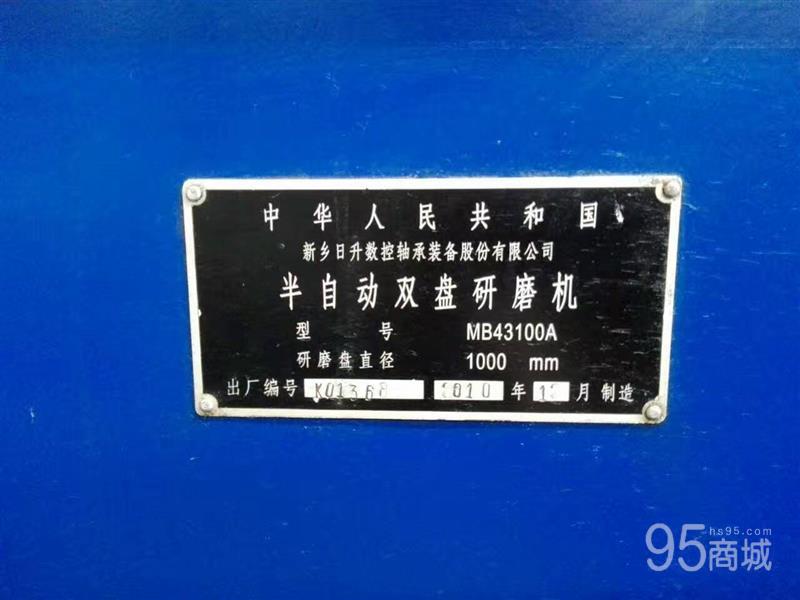 中华人民共和国
新乡日升数控轴承装备股份有限公司
半自动双盘研磨机
型 号 MB43100A
研磨盘直径 1000 mm
出厂编号 K01368 2010 年 月制造
hs95.com
95商城